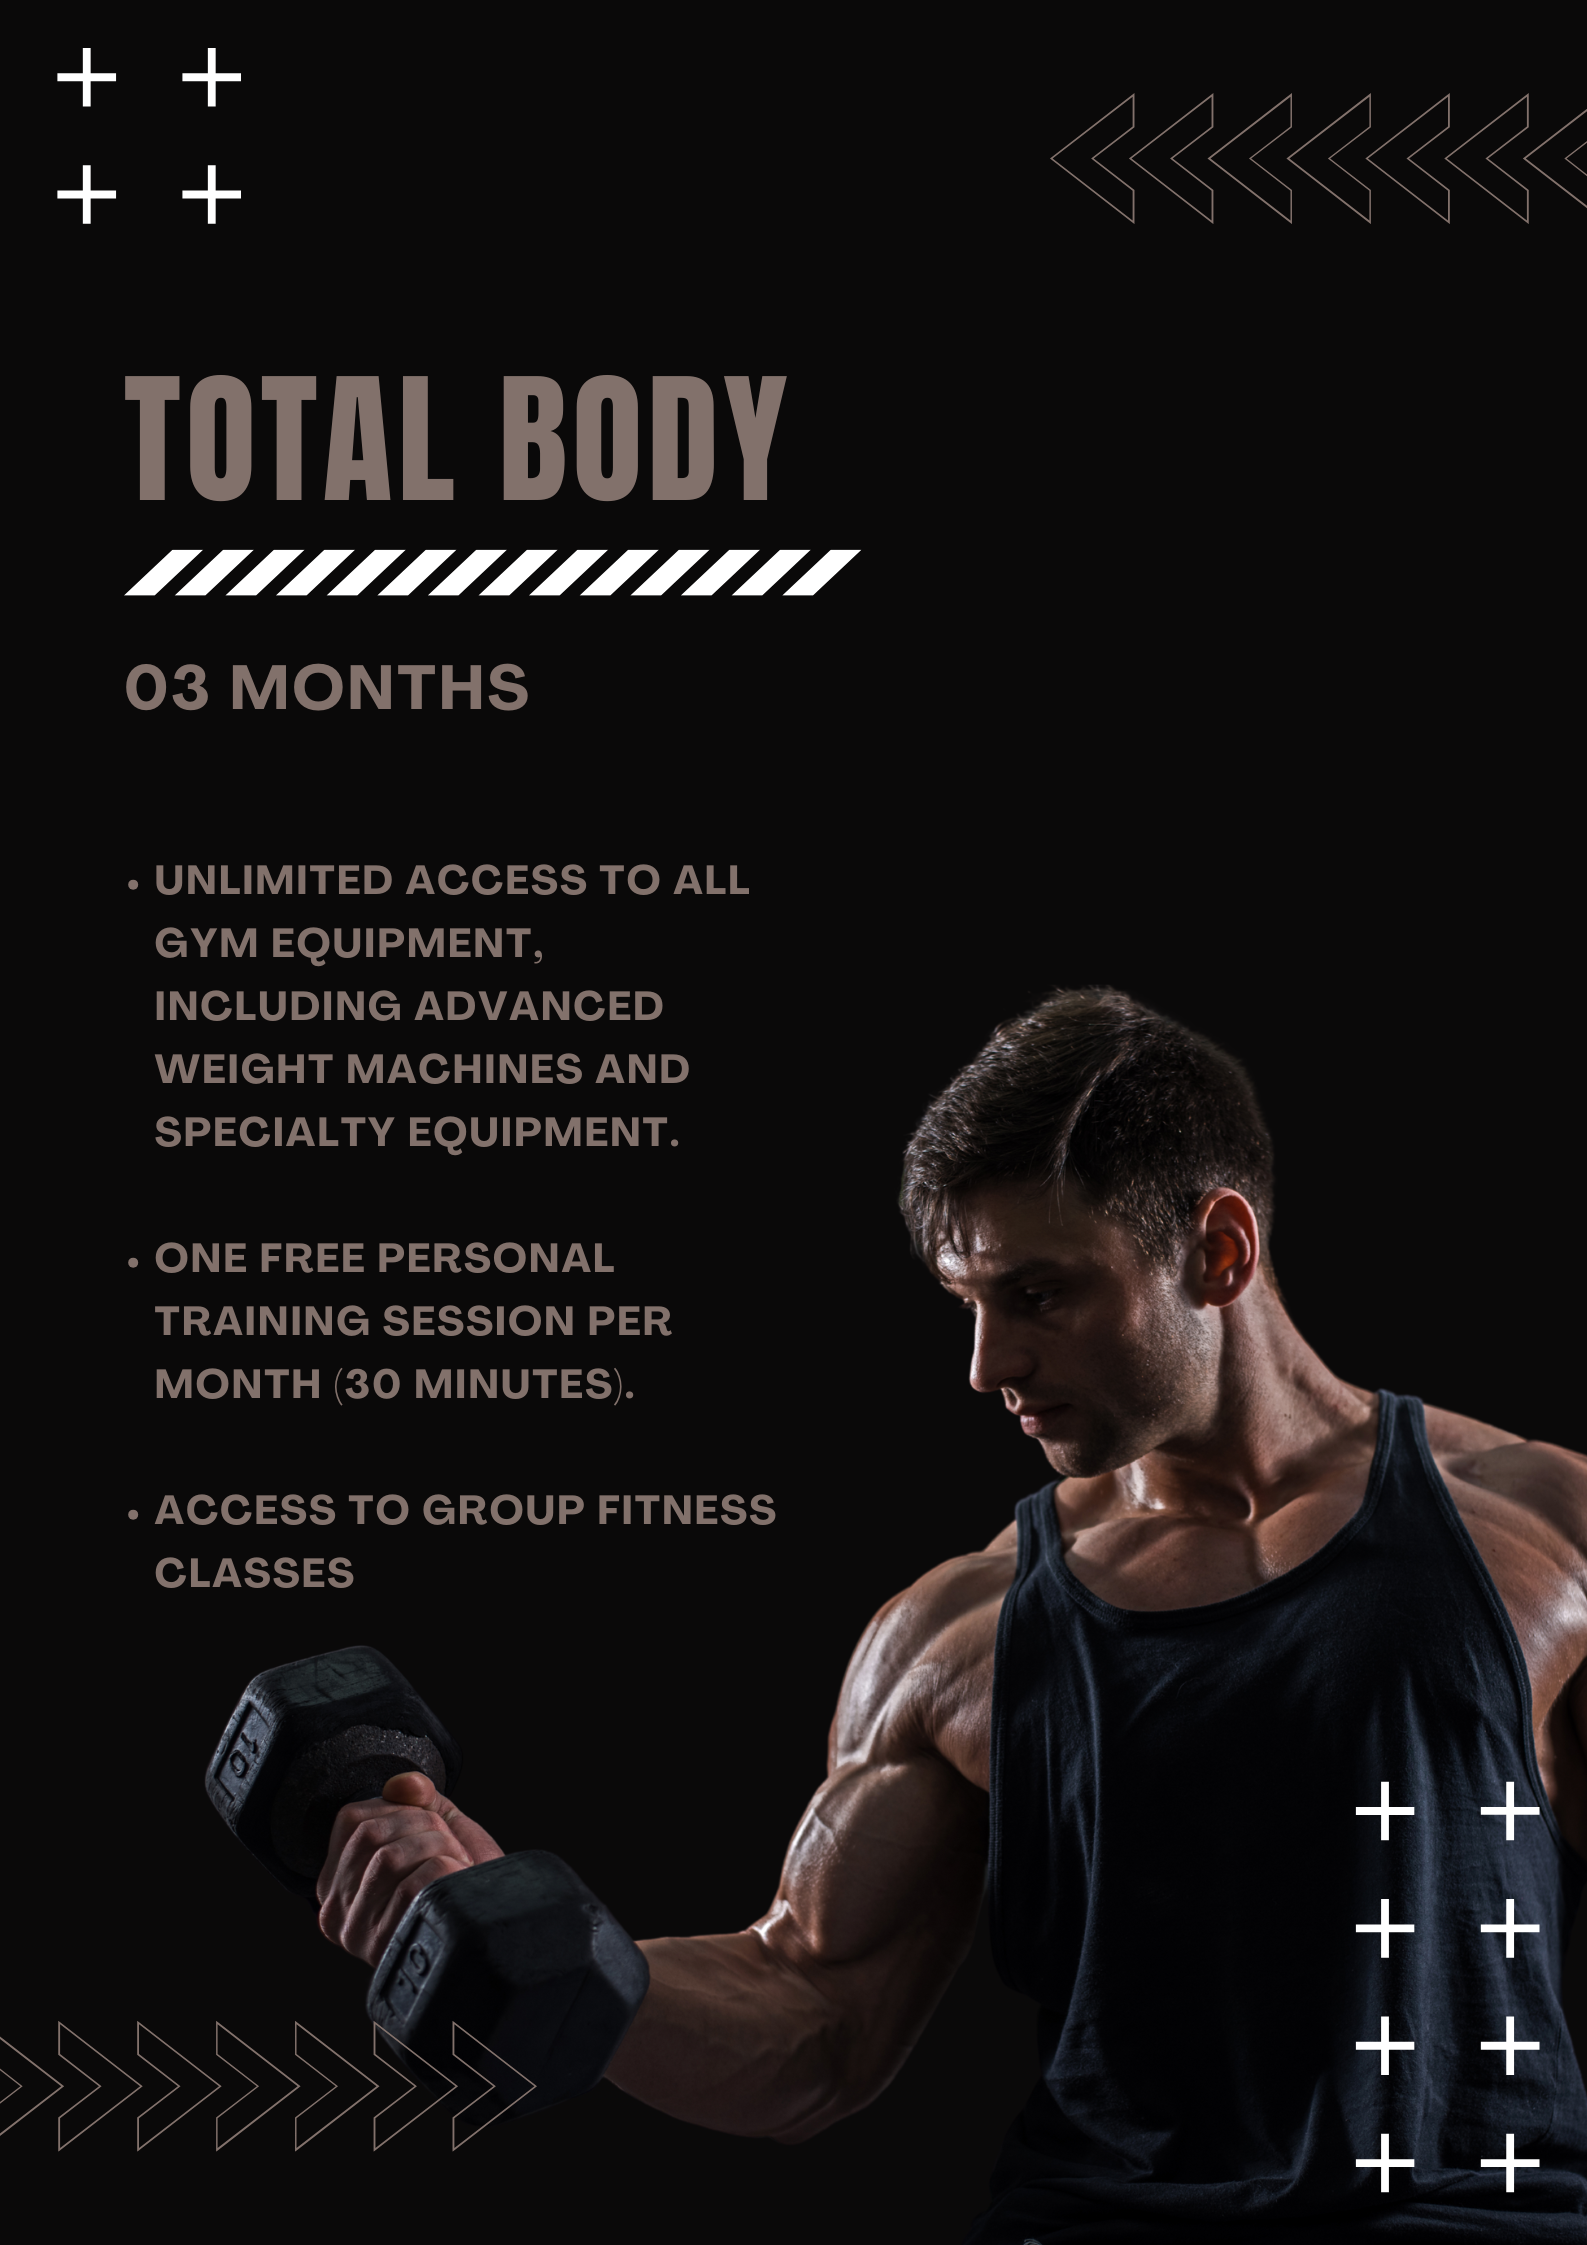 TOTAL BODY
03 MONTHS
• UNLIMITED ACCESS TO ALL
GYM EQUIPMENT,
INCLUDING ADVANCED
WEIGHT MACHINES AND
SPECIALTY EQUIPMENT.
• ONE FREE PERSONAL
TRAINING SESSION PER
MONTH (30 MINUTES).
• ACCESS TO GROUP FITNESS
CLASSES
10